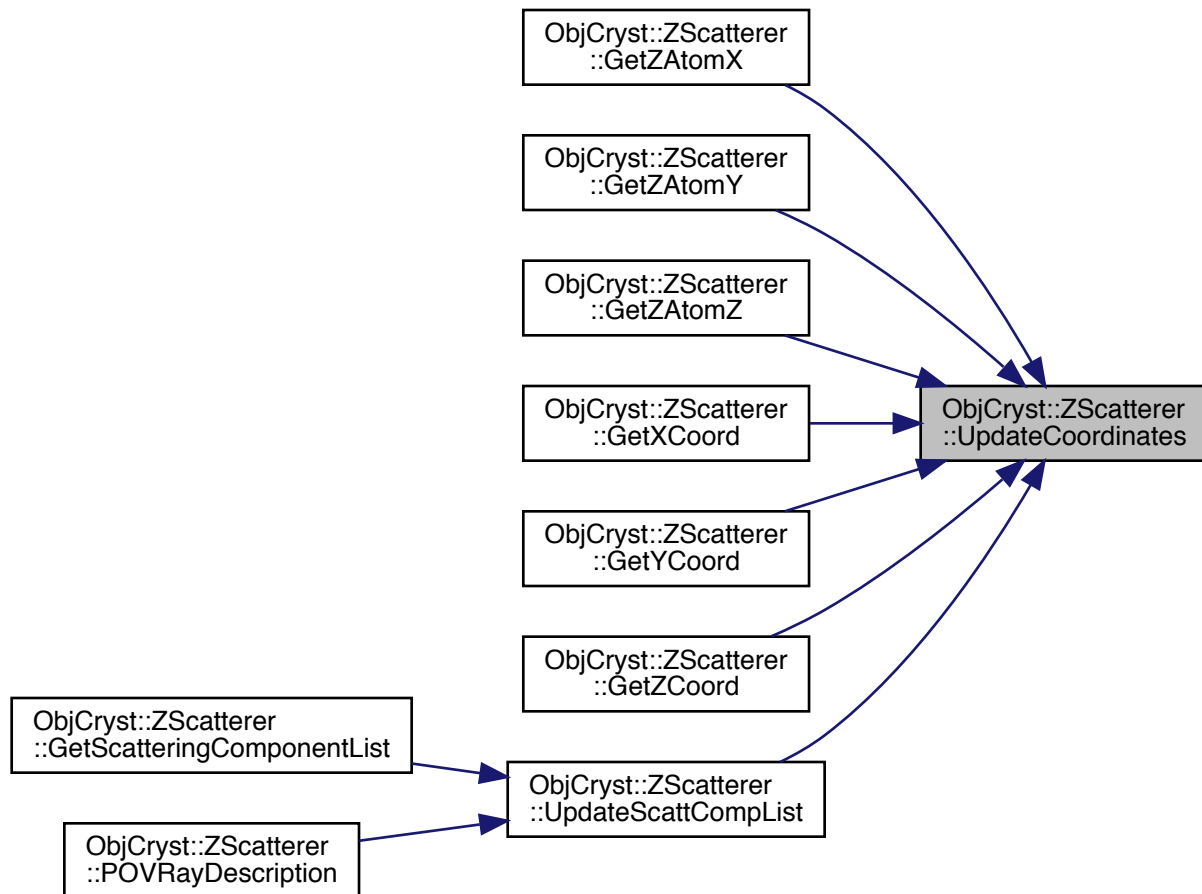 ObjCryst::ZScatterer
::GetZAtomX
ObjCryst::ZScatterer
::GetZAtomY
ObjCryst::ZScatterer
::GetZAtomZ
ObjCryst::ZScatterer
::GetXCoord
ObjCryst::ZScatterer
::UpdateCoordinates
ObjCryst::ZScatterer
::GetYCoord
ObjCryst::ZScatterer
::GetZCoord
ObjCryst::ZScatterer
::GetScatteringComponentList
ObjCryst::ZScatterer
::UpdateScattCompList
ObjCryst::ZScatterer
::POVRayDescription